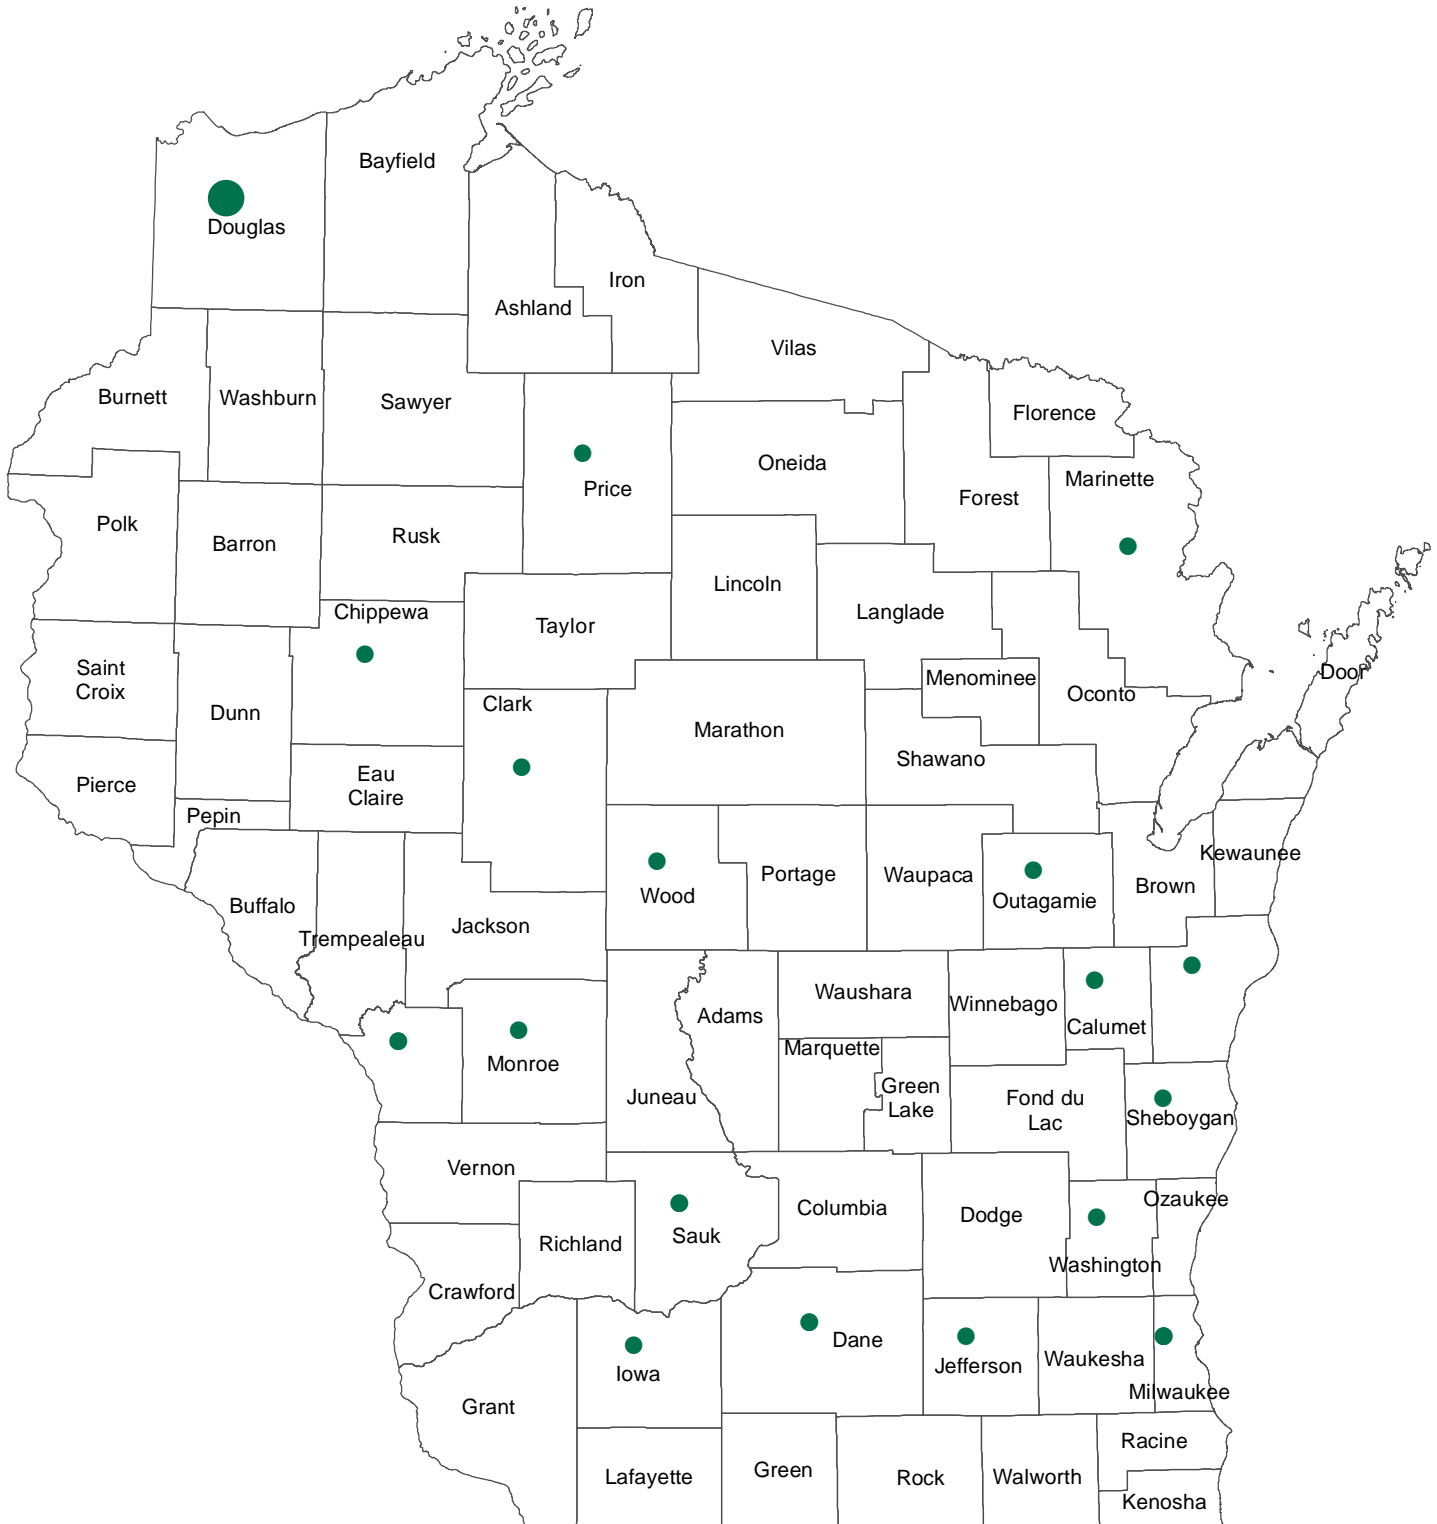 Bayfield
Douglas
Iron
Ashland
Vilas
Burnett
Washburn
Sawyer
Florence
Oneida
Marinette
Price
Forest
Polk
Rusk
Barron
Lincoln
Chippewa
Langlade
Taylor
Saint
Croix
Door
Menominee
Oconto
Clark
Dunn
Marathon
Shawano
Eau
Claire
Pierce
Pepin
Kewaunee
Portage
Waupaca
Brown
Wood
Outagamie
Buffalo
Jackson
Trempealeau
Waushara
Winnebago
Adams
Calumet
Marquette
Monroe
Green
Lake
Juneau
Fond du
Lac
Sheboygan
Vernon
Ozaukee
Columbia
Dodge
Sauk
Richland
Washington
Crawford
Dane
Waukesha
Jefferson
Iowa
Milwaukee
Grant
Racine
Green
Lafayette
Rock
Walworth
Kenosha